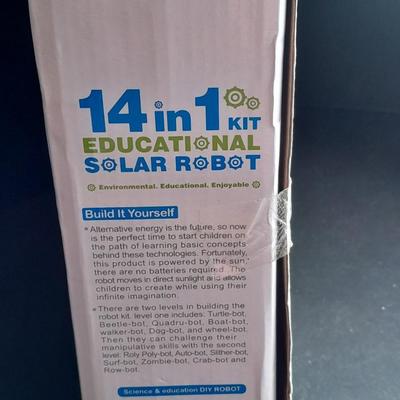 14 in 1 KIT
EDUCATIONAL
SOLAR ROBOT
Environmental. Educational. Enjoyable
Build It Yourself
Alternative energy is the future, so now
is the perfect time to start children on
the path of learning basic concepts
behind these technologies. Fortunately,
this product is powered by the sun,
there are no batteries required. The
robot moves in direct sunlight and allows
children to create while using their
infinite imagination.
There are two levels in building the
robot kit. level one includes: Turtle-bot,
Beetle-bot, Quadru-bot, Boat-bot,
walker-bot, Dog-bot, and wheel-bot.
Then they can challenge their
manipulative skills with the second
level: Roly Poly-bot, Auto-bot, Slither-bot,
Surf-bot, Zombie-bot, Crab-bot and
Row-bot.
Science & education DIY ROBOT